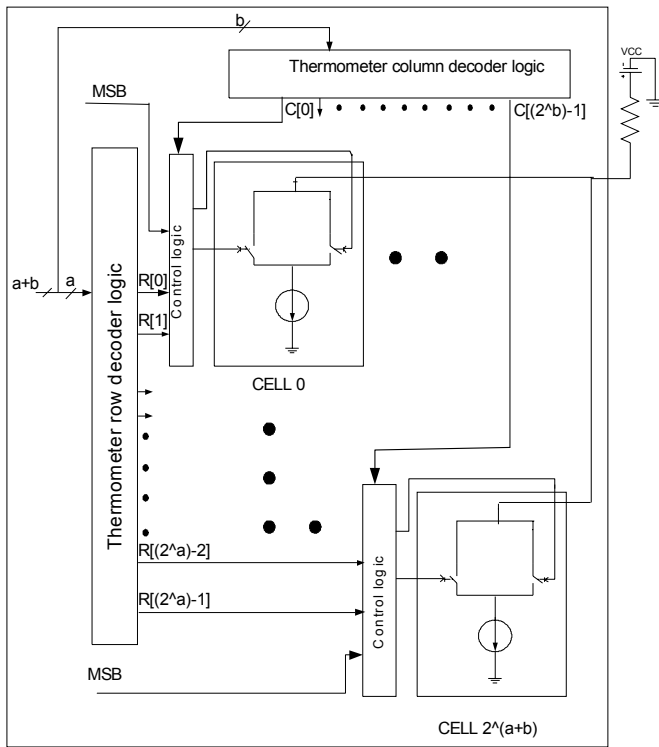 b
Thermometer column decoder logic
VCC
MSB
C[0]
C[(2^b)-1]
Control logic
a+b
a
R[0]
R[1]
Thermometer row decoder logic
CELL 0
R[(2^a)-2]
Control logic
R[(2^a)-1]
MSB
CELL 2^(a+b)